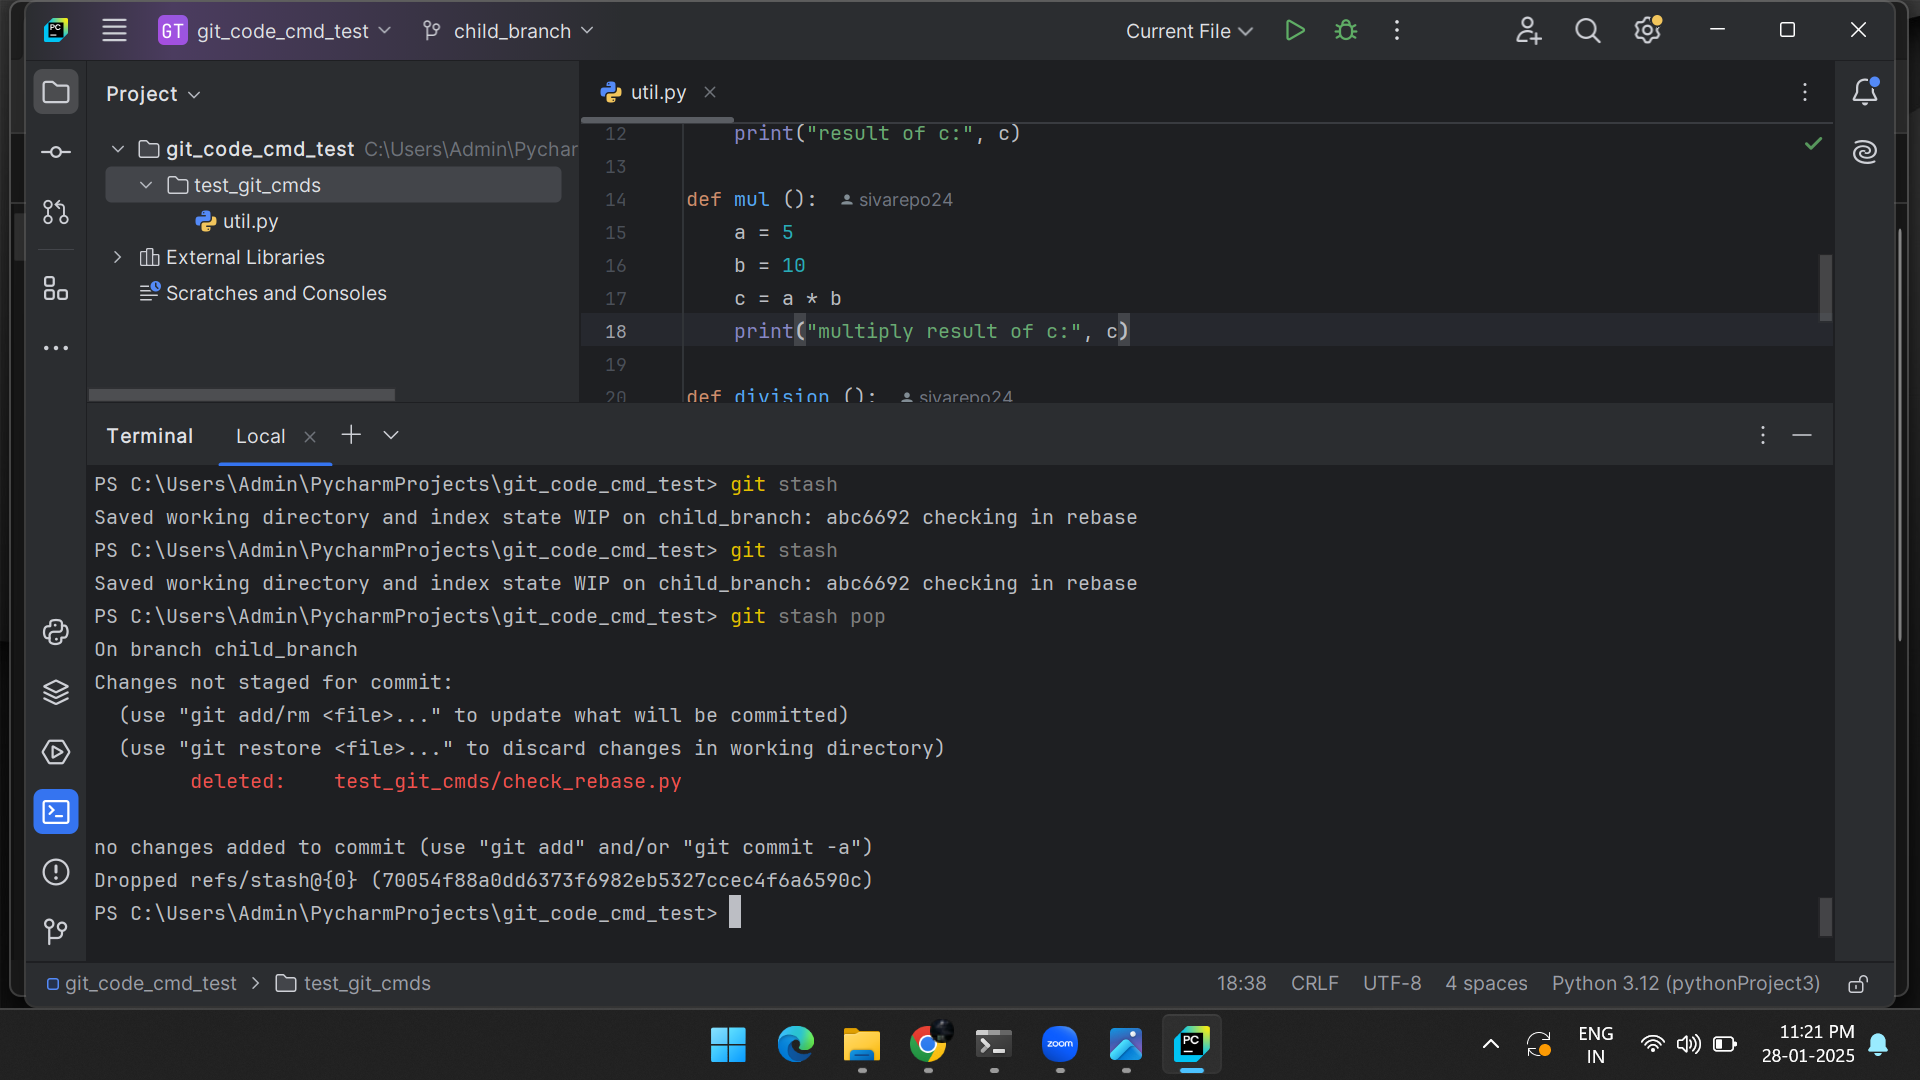 PC GT git_code_cmd_test child_branch Current File
Project
git_code_cmd_test C:\Users\Admin\Pychar
test_git_cmds
util.py
External Libraries
Scratches and Consoles
util.py
12 print("result of c:", c)
13
14 def mul (): sivarepo24
15 a = 5
16 b = 10
17 c = a * b
18 print("multiply result of c:", c)
19
20 def division (): sivarepo24
Terminal Local
PS C:\Users\Admin\PycharmProjects\git_code_cmd_test> git stash
Saved working directory and index state WIP on child_branch: abc6692 checking in rebase
PS C:\Users\Admin\PycharmProjects\git_code_cmd_test> git stash
Saved working directory and index state WIP on child_branch: abc6692 checking in rebase
PS C:\Users\Admin\PycharmProjects\git_code_cmd_test> git stash pop
On branch child_branch
Changes not staged for commit:
(use "git add/rm <file>..." to update what will be committed)
(use "git restore <file>..." to discard changes in working directory)
deleted: test_git_cmds/check_rebase.py
no changes added to commit (use "git add" and/or "git commit -a")
Dropped refs/stash@{0} (70054f88a0dd6373f6982eb5327ccec4f6a6590c)
PS C:\Users\Admin\PycharmProjects\git_code_cmd_test>
git_code_cmd_test > test_git_cmds 18:38 CRLF UTF-8 4 spaces Python 3.12 (pythonProject3)
zoom PC ENG 11:21 PM
IN 28-01-2025